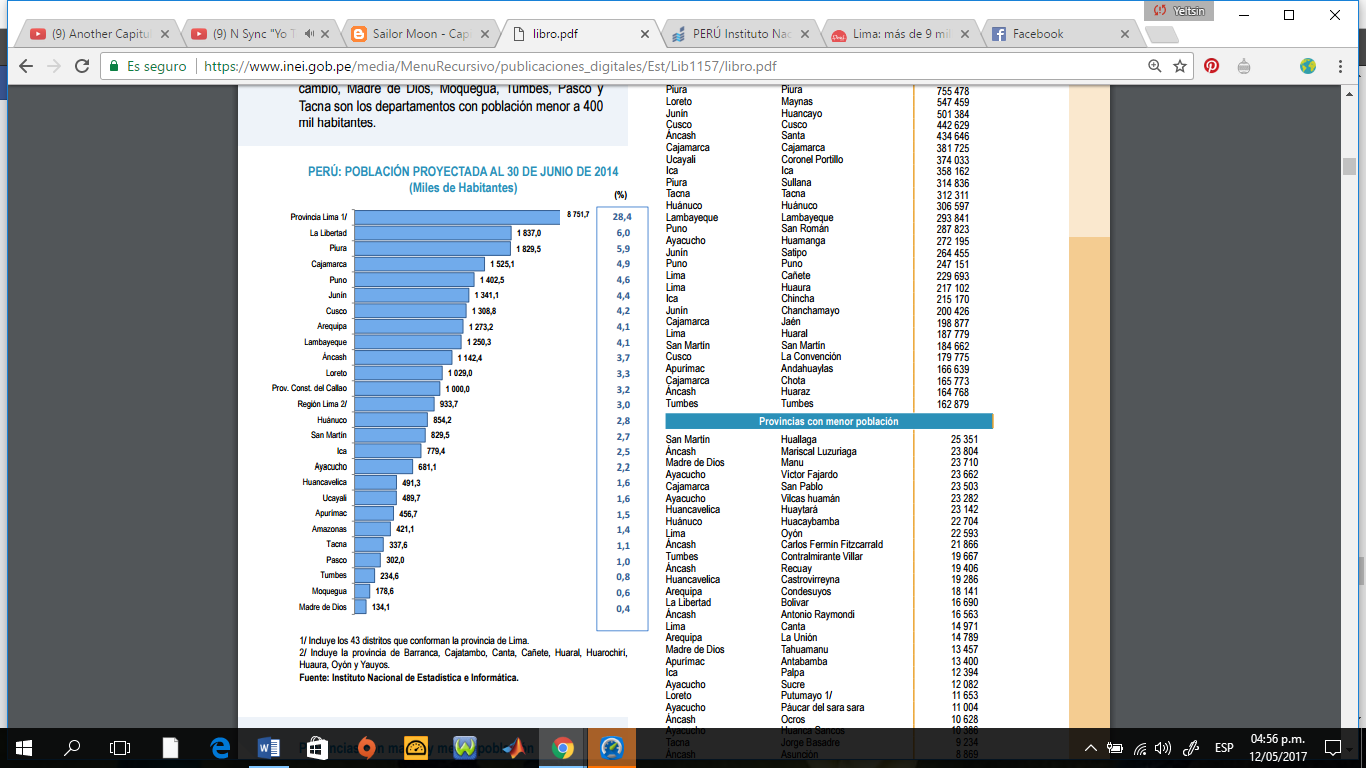 Yeltsin
(9) Another Capitu
(9) N Sync "Yo T
Sailor Moon - Cap
libro.pdf
PERÚ Instituto Nac
Lima: más de 9 mil
Facebook
Es seguro
https://www.inei.gob.pe/media/MenuRecursivo/publicaciones_digitales/Est/Lib1157/libro.pdf
cambio, Madre de Dios, Moquegua, Tumbes, Pasco y
Tacna son los departamentos con población menor a 400
mil habitantes.
PERÚ: POBLACIÓN PROYECTADA AL 30 DE JUNIO DE 2014
(Miles de Habitantes)
(%)
Provincia Lima 1/ 8 751,7 28,4
La Libertad 1 837,0 6,0
Piura 1 829,5 5,9
Cajamarca 1 525,1 4,9
Puno 1 402,5 4,6
Junín 1 341,1 4,4
Cusco 1 308,8 4,2
Arequipa 1 273,2 4,1
Lambayeque 1 250,3 4,1
Áncash 1 142,4 3,7
Loreto 1 029,0 3,3
Prov. Const. del Callao 1 000,0 3,2
Región Lima 2/ 933,7 3,0
Huánuco 854,2 2,8
San Martín 829,5 2,7
Ica 779,4 2,5
Ayacucho 681,1 2,2
Huancavelica 491,3 1,6
Ucayali 489,7 1,6
Apurímac 456,7 1,5
Amazonas 421,1 1,4
Tacna 337,6 1,1
Pasco 302,0 1,0
Tumbes 234,6 0,8
Moquegua 178,6 0,6
Madre de Dios 134,1 0,4
1/ Incluye los 43 distritos que conforman la provincia de Lima.
2/ Incluye la provincia de Barranca, Cajatambo, Canta, Cañete, Huaral, Huarochirí,
Huaura, Oyón y Yauyos.
Fuente: Instituto Nacional de Estadística e Informática.
Provincias con mayor y menor población
Piura Piura 755 478
Loreto Maynas 547 459
Junín Huancayo 501 384
Cusco Cusco 442 629
Áncash Santa 434 646
Cajamarca Cajamarca 381 725
Ucayali Coronel Portillo 374 033
Ica Ica 358 162
Piura Sullana 314 836
Tacna Tacna 312 311
Huánuco Huánuco 306 597
Lambayeque Lambayeque 293 841
Puno San Román 287 823
Ayacucho Huamanga 272 195
Junín Satipo 264 455
Puno Puno 247 151
Lima Cañete 229 693
Lima Huaura 217 102
Ica Chincha 215 170
Junín Chanchamayo 200 426
Cajamarca Jaén 198 877
Lima Huaral 187 779
San Martín San Martín 184 662
Cusco La Convención 179 775
Apurímac Andahuaylas 166 639
Cajamarca Chota 165 773
Áncash Huaraz 164 768
Tumbes Tumbes 162 879
Provincias con menor población
San Martín Huallaga 25 351
Áncash Mariscal Luzuriaga 23 804
Madre de Dios Manu 23 710
Ayacucho Víctor Fajardo 23 662
Cajamarca San Pablo 23 503
Ayacucho Vilcas huamán 23 282
Huancavelica Huaytará 23 142
Huánuco Huacaybamba 22 704
Lima Oyón 22 593
Áncash Carlos Fermín Fitzcarrald 21 866
Tumbes Contralmirante Villar 19 667
Áncash Recuay 19 406
Huancavelica Castrovirreyna 19 286
Arequipa Condesuyos 18 141
La Libertad Bolivar 16 690
Áncash Antonio Raymondi 16 563
Lima Canta 14 971
Arequipa La Unión 14 789
Madre de Dios Tahuamanu 13 457
Apurímac Antabamba 13 400
Ica Palpa 12 394
Ayacucho Sucre 12 082
Loreto Putumayo 1/ 11 653
Ayacucho Páucar del sara sara 11 004
Áncash Ocros 10 628
Ayacucho Huanca Sancos 10 386
Tacna Jorge Basadre 9 234
Áncash Asunción 8 869
ESP
04:56 p.m.
12/05/2017